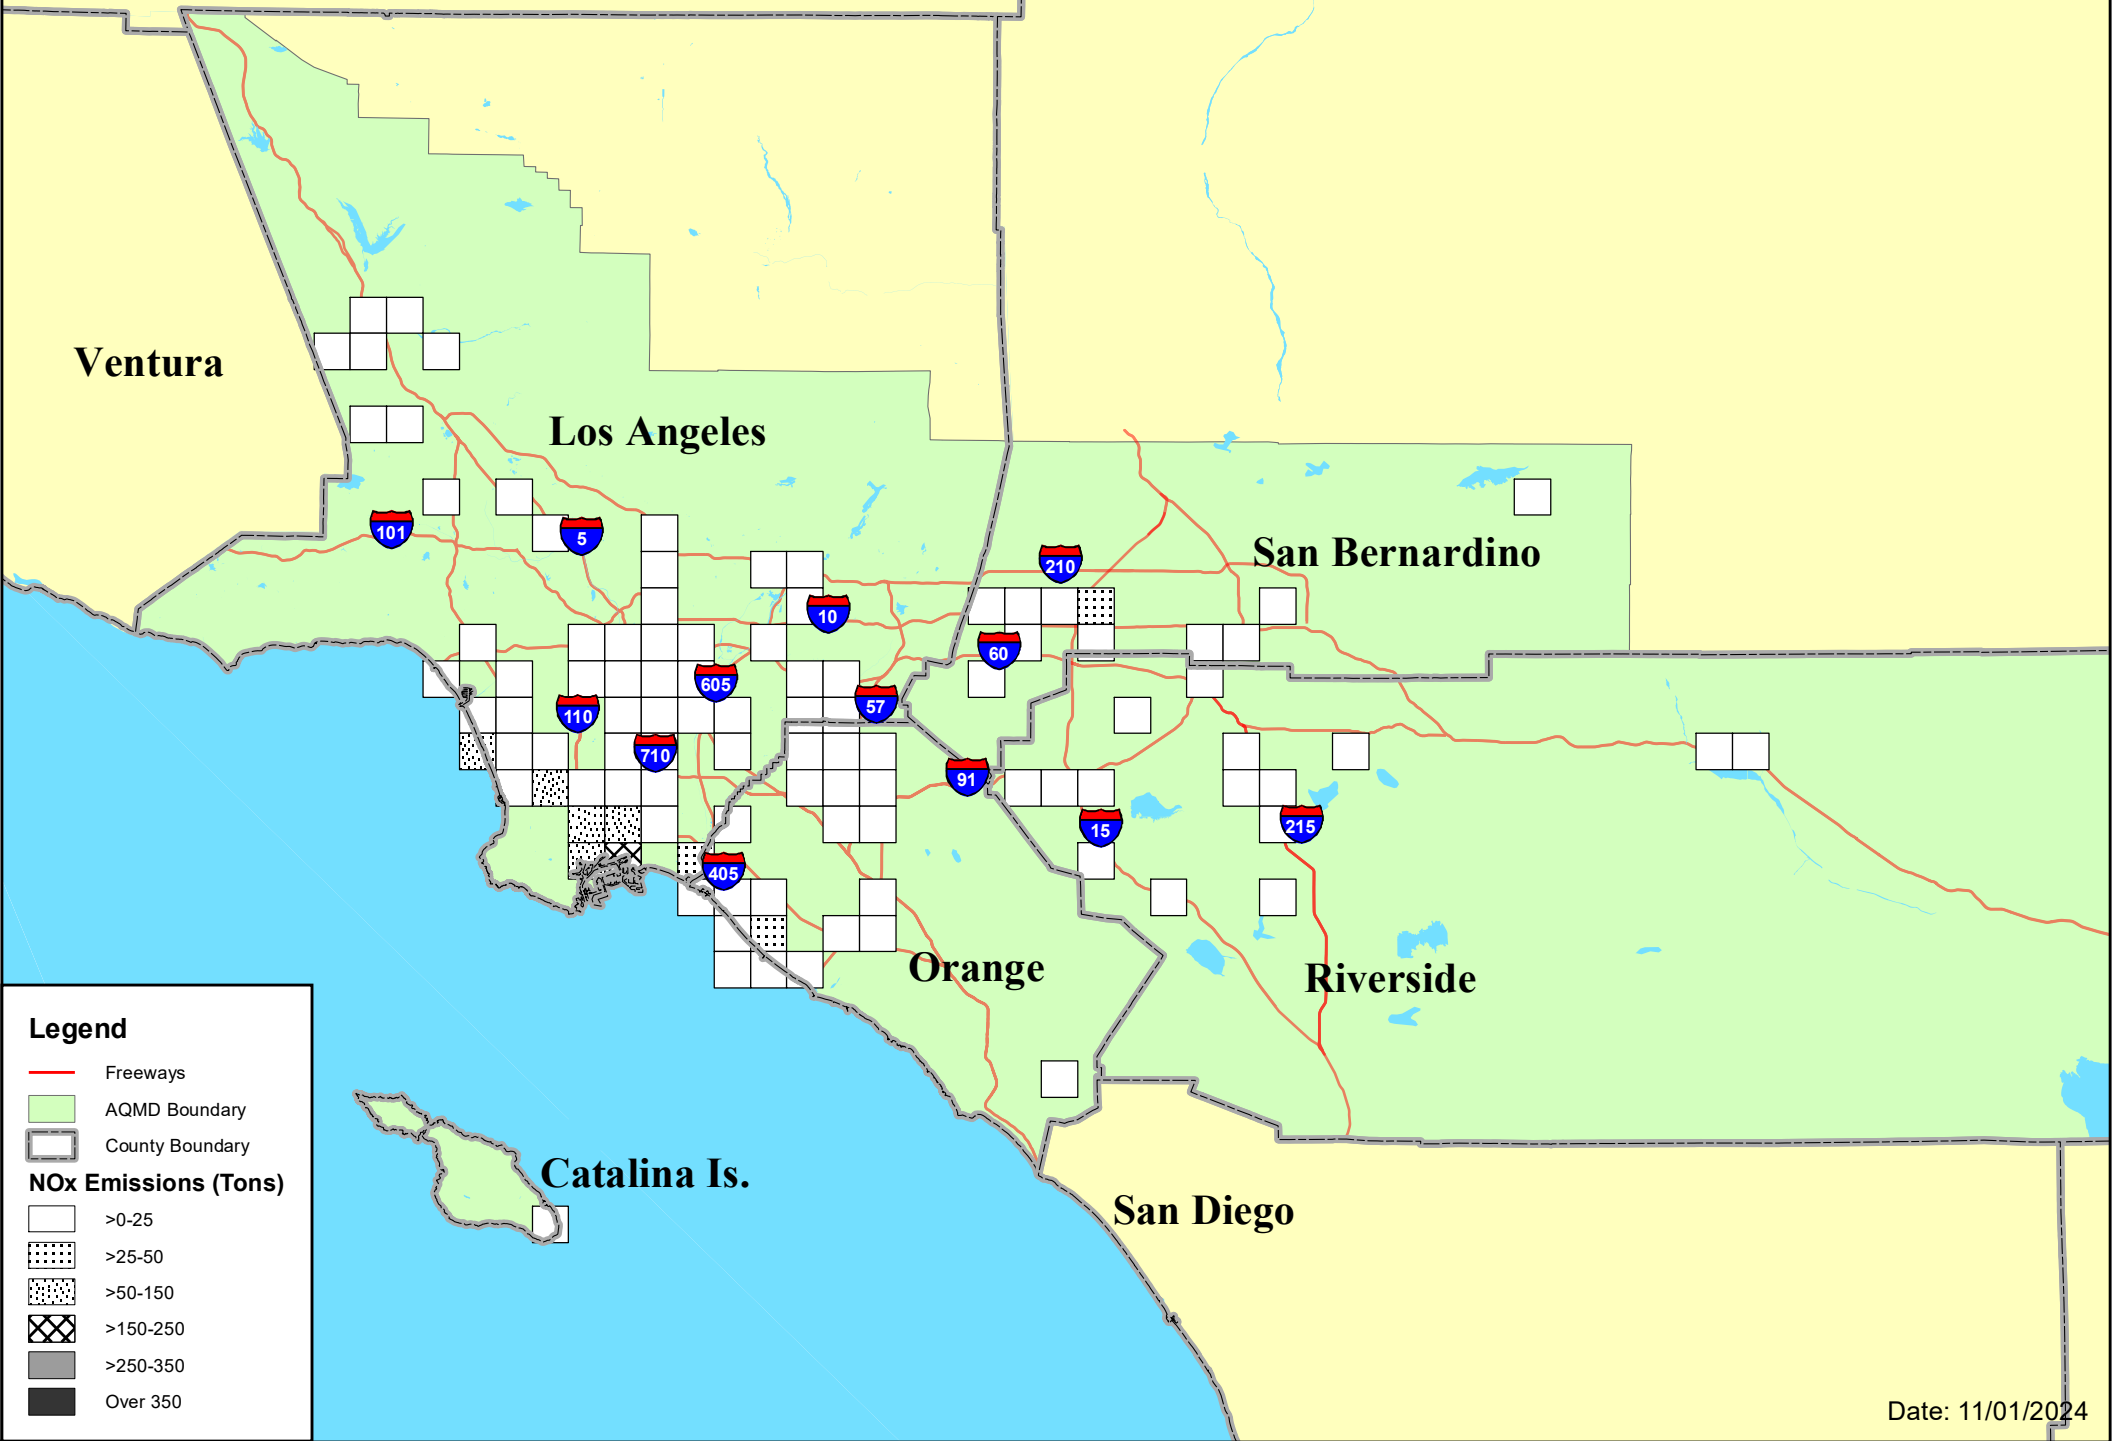 Ventura
Los Angeles
101
5
210
San Bernardino
10
60
605
57
110
710
91
15
215
405
Orange
Riverside
Legend
Freeways
AQMD Boundary
County Boundary
NOx Emissions (Tons)
>0-25
>25-50
>50-150
>150-250
>250-350
Over 350
Catalina Is.
San Diego
Date: 11/01/2024